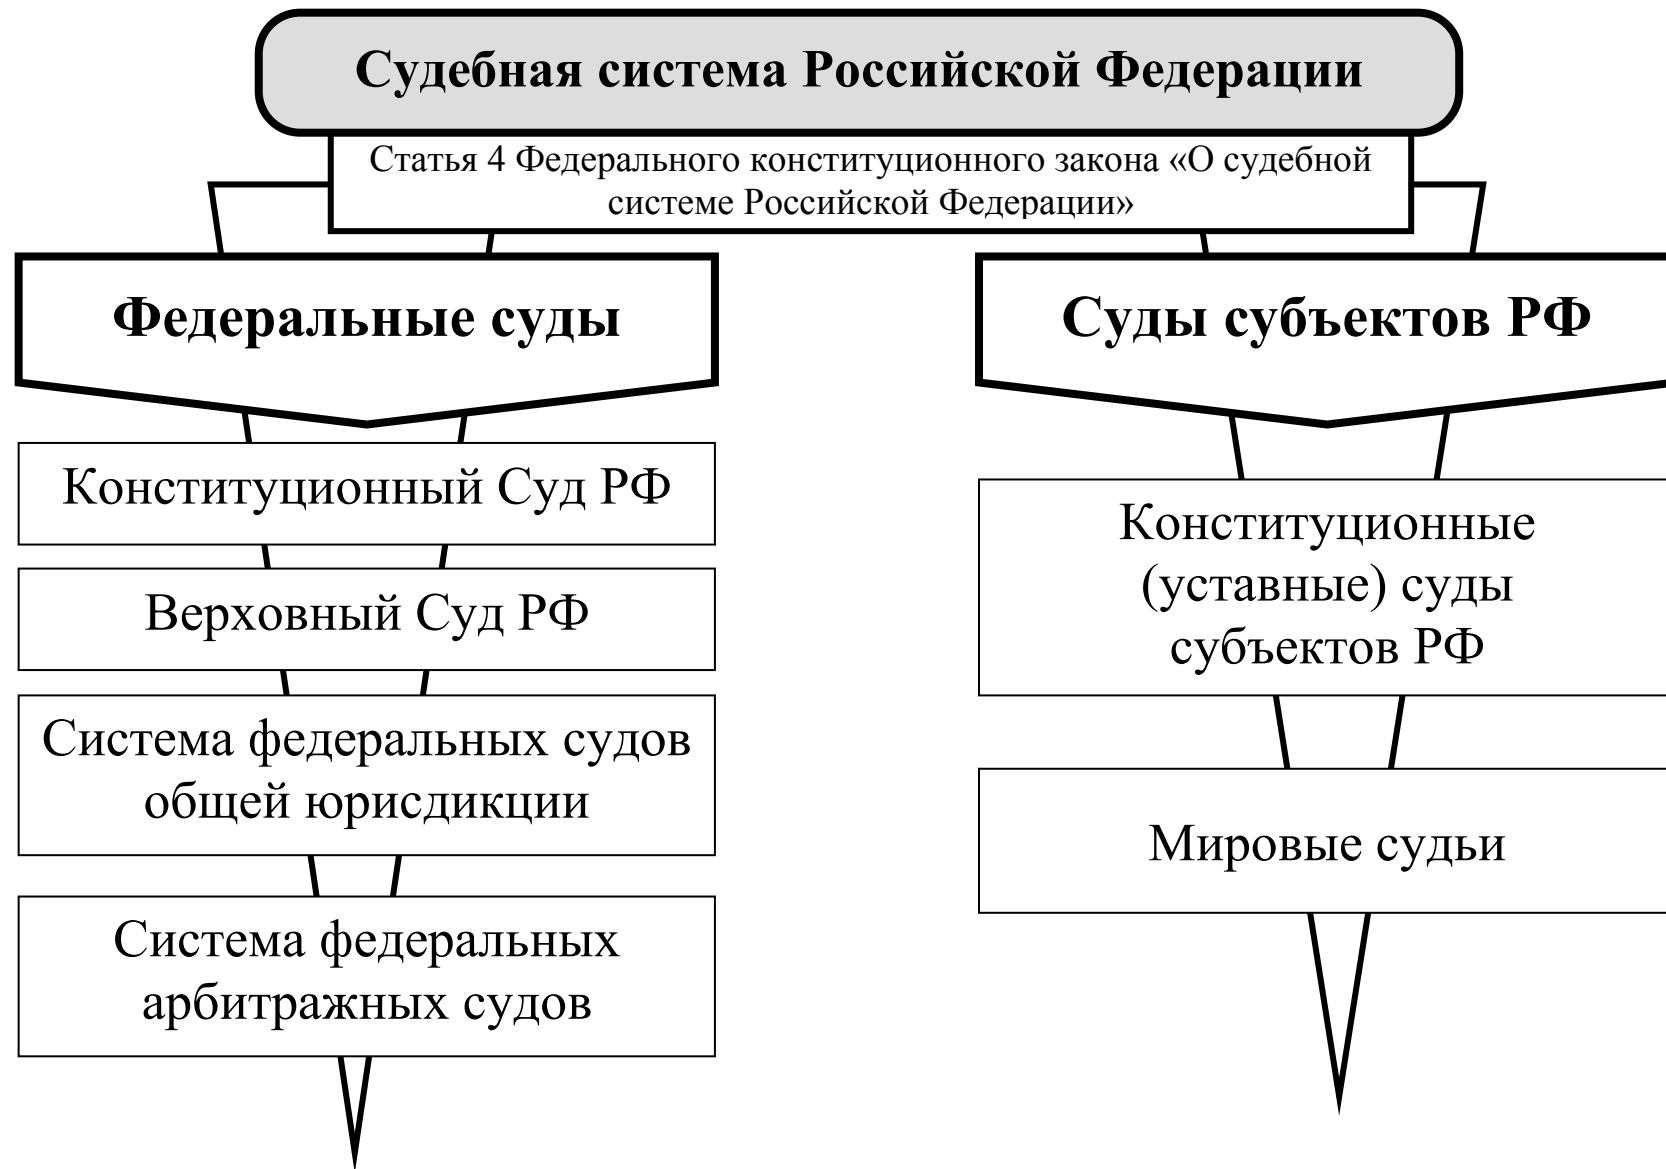 Судебная система Российской Федерации
Статья 4 Федерального конституционного закона «О судебной
системе Российской Федерации»
Федеральные суды
Конституционный Суд РФ
Верховный Суд РФ
Система федеральных судов
общей юрисдикции
Система федеральных
арбитражных судов
Суды субъектов РФ
Конституционные
(уставные) суды
субъектов РФ
Мировые судьи